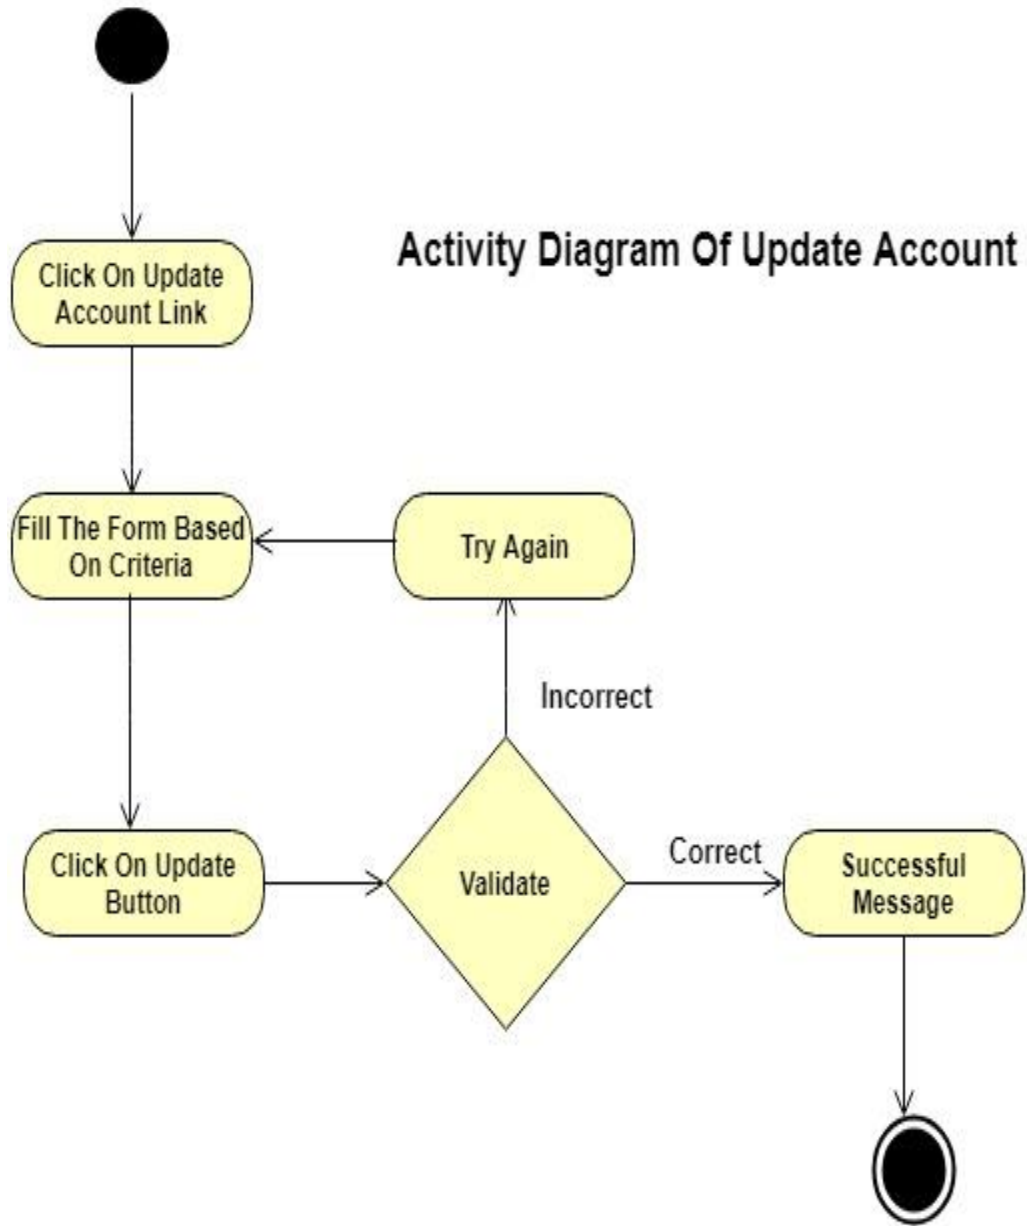 Activity Diagram Of Update Account
Click On Update
Account Link
Fill The Form Based
On Criteria
Try Again
Incorrect
Click On Update
Button
Validate
Correct
Successful
Message